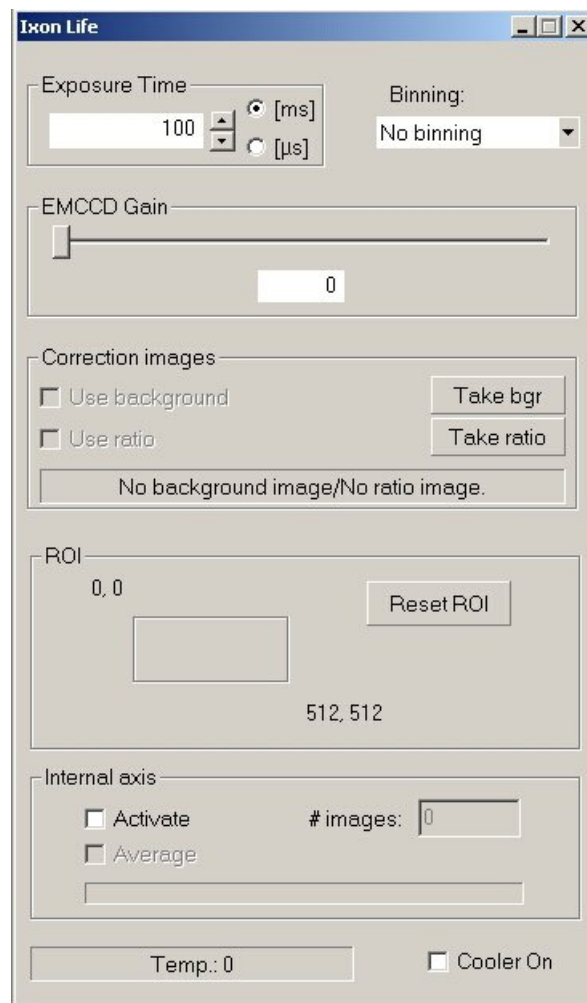 Ixon Life
Exposure Time
100
[ms]
[µs]
Binning:
No binning
EMCCD Gain
0
Correction images
Use background
Take bgr
Use ratio
Take ratio
No background image/No ratio image.
ROI
0, 0
Reset ROI
512, 512
Internal axis
Activate
# images: 0
Average
Temp.: 0
Cooler On